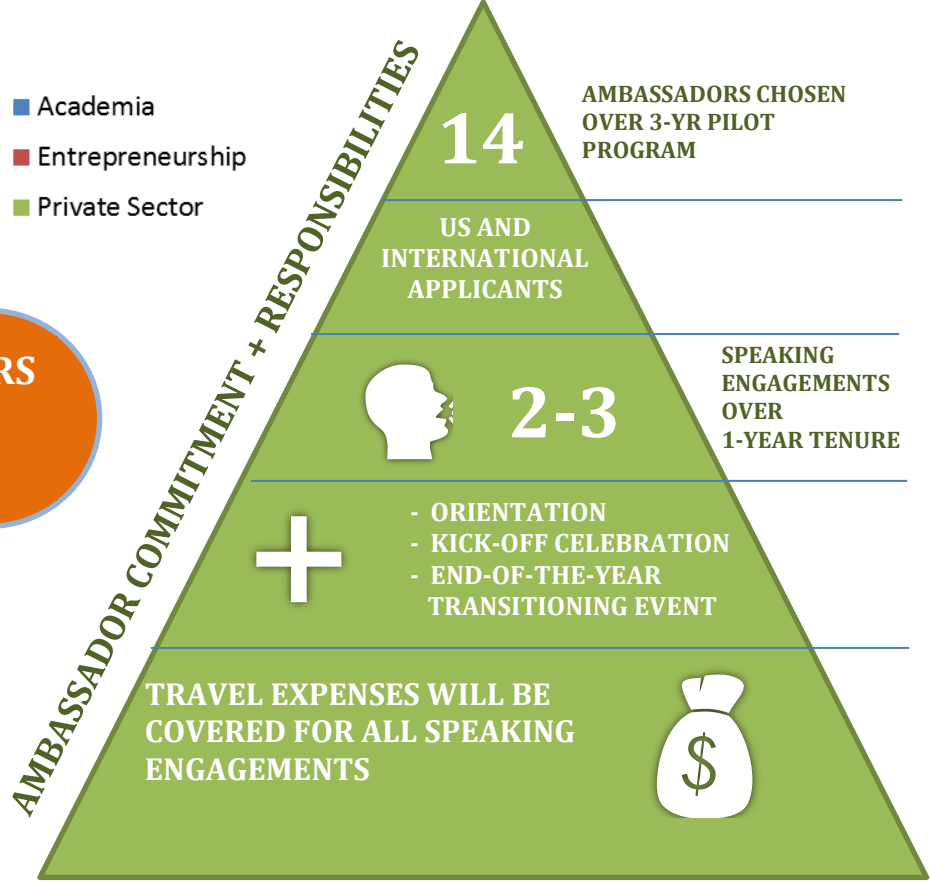 Academia
Entrepreneurship
Private Sector
RS
AMBASSADOR COMMITMENT + RESPONSIBILITIES
14
AMBASSADORS CHOSEN
OVER 3-YR PILOT
PROGRAM
US AND
INTERNATIONAL
APPLICANTS
2-3
SPEAKING
ENGAGEMENTS
OVER
1-YEAR TENURE
- ORIENTATION
- KICK-OFF CELEBRATION
- END-OF-THE-YEAR
TRANSITIONING EVENT
TRAVEL EXPENSES WILL BE
COVERED FOR ALL SPEAKING
ENGAGEMENTS
$